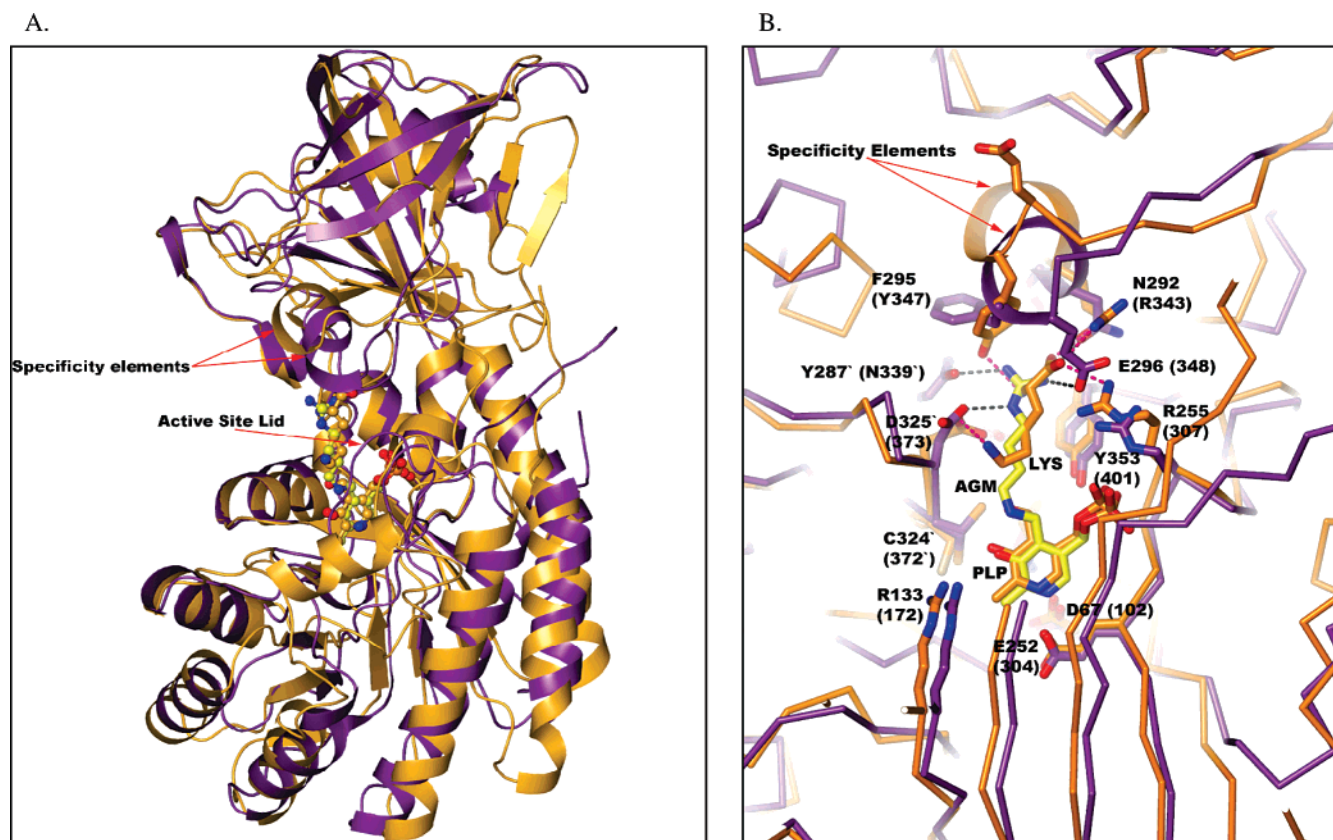 A.
B.
Specificity elements
Active Site Lid
Specificity Elements
F295
(Y347)
N292
(R343)
Y287` (N339`)
E296 (348)
D325`
(373)
R255
(307)
LYS
Y353
(401)
AGM
C324`
(372`)
PLP
R133
(172)
D67 (102)
E252
(304)